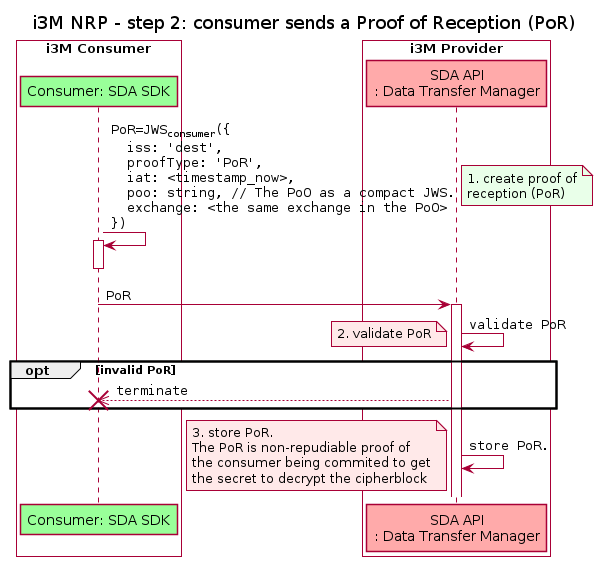 i3M NRP - step 2: consumer sends a Proof of Reception (PoR)
i3M Consumer
i3M Provider
Consumer: SDA SDK
SDA API
: Data Transfer Manager
PoR=JWSconsumer({
iss: 'dest',
proofType: 'PoR',
iat: <timestamp_now>,
poo: string, // The PoO as a compact JWS.
exchange: <the same exchange in the PoO>
})
1. create proof of
reception (PoR)
PoR
validate PoR
2. validate PoR
opt
[invalid PoR]
terminate
3. store PoR.
The PoR is non-repudiable proof of
the consumer being commited to get
the secret to decrypt the cipherblock
store PoR.
Consumer: SDA SDK
SDA API
: Data Transfer Manager